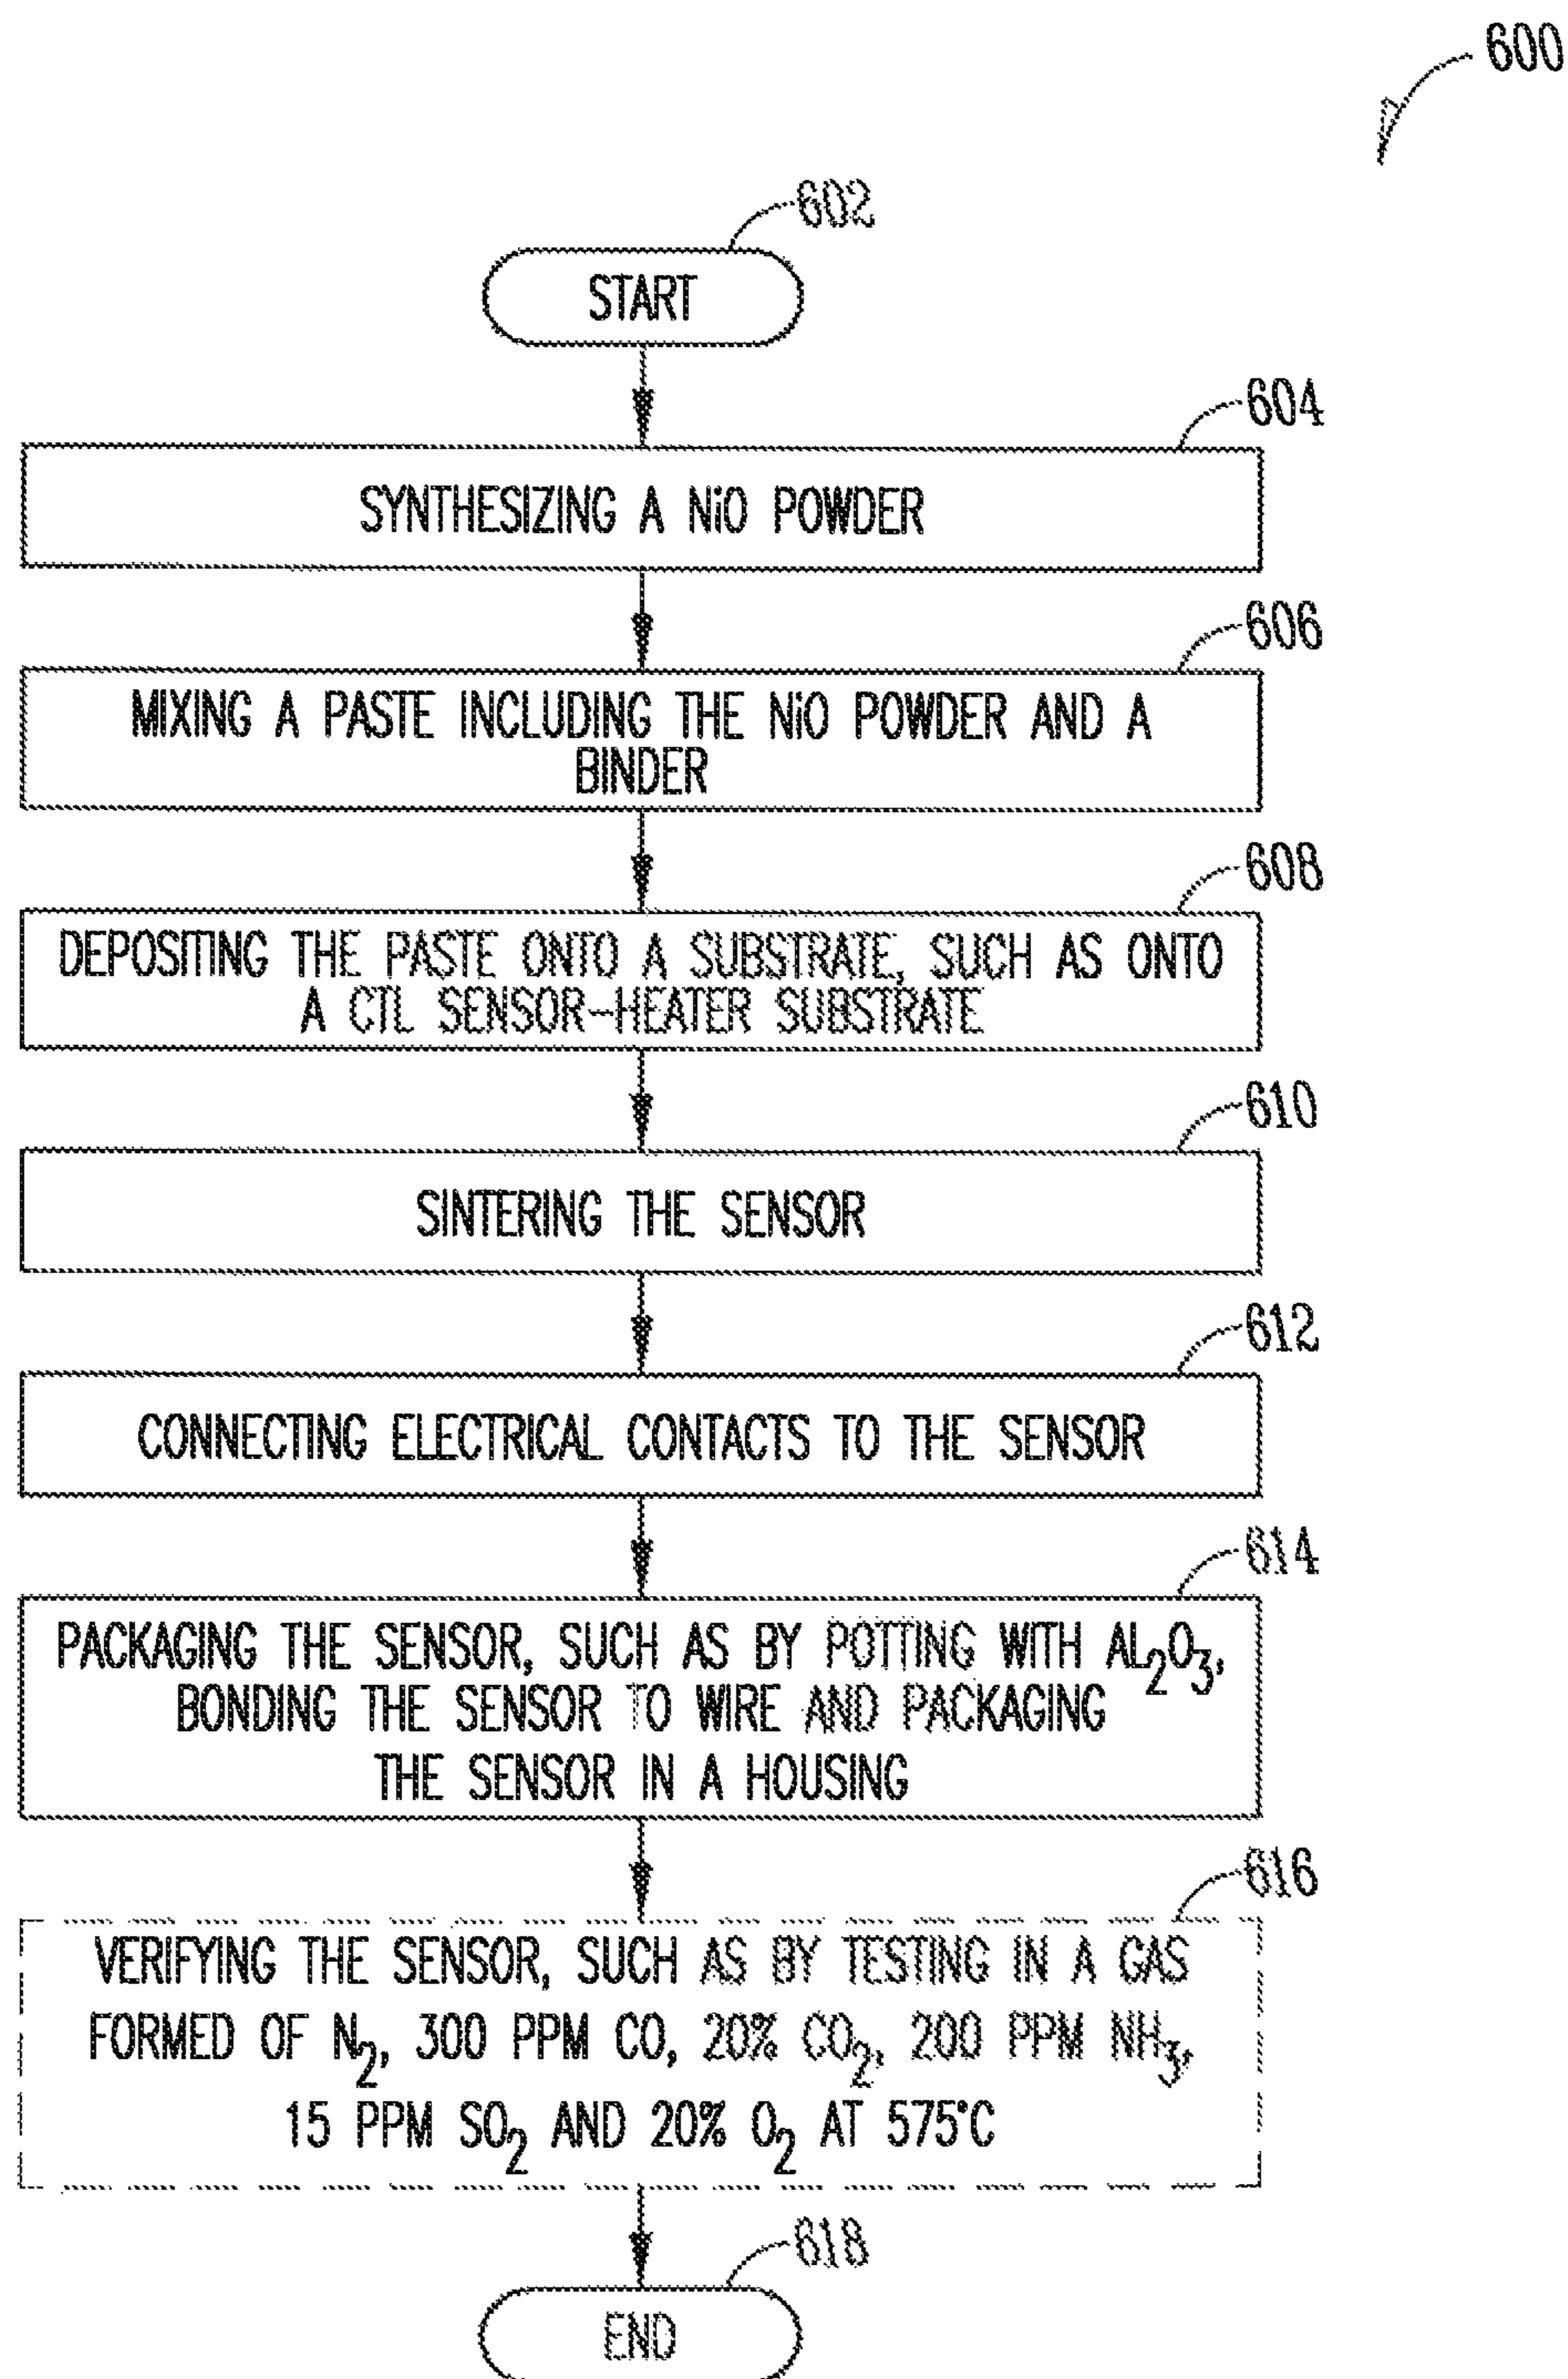 600
602
START
604
SYNTHESIZING A NiO POWDER
606
MIXING A PASTE INCLUDING THE NiO POWDER AND A
BINDER
608
DEPOSITING THE PASTE ONTO A SUBSTRATE, SUCH AS ONTO
A CTL SENSOR-HEATER SUBSTRATE
610
SINTERING THE SENSOR
612
CONNECTING ELECTRICAL CONTACTS TO THE SENSOR
614
PACKAGING THE SENSOR, SUCH AS BY POTTING WITH AL₂O₃,
BONDING THE SENSOR TO WIRE AND PACKAGING
THE SENSOR IN A HOUSING
616
VERIFYING THE SENSOR, SUCH AS BY TESTING IN A GAS
FORMED OF N₂, 300 PPM CO, 20% CO₂, 200 PPM NH₃,
15 PPM SO₂ AND 20% O₂ AT 575°C
618
END